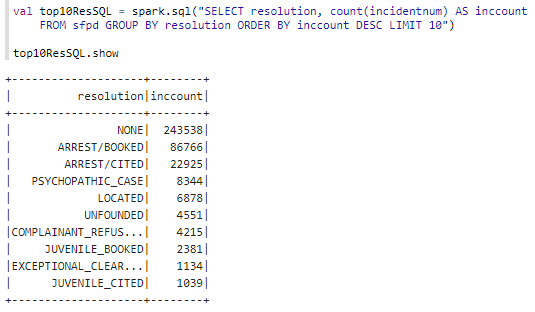 val top10ResSQL = spark.sql("SELECT resolution, count(incidentnum) AS inccount
    FROM sfpd GROUP BY resolution ORDER BY inccount DESC LIMIT 10")
top10ResSQL.show
+--------------------+--------+
|          resolution|inccount|
+--------------------+--------+
|                NONE|  243538|
|       ARREST/BOOKED|   86766|
|        ARREST/CITED|   22925|
|   PSYCHOPATHIC_CASE|    8344|
|             LOCATED|    6878|
|           UNFOUNDED|    4551|
|COMPLAINANT_REFUS...|    4215|
|     JUVENILE_BOOKED|    2381|
|EXCEPTIONAL_CLEAR...|    1134|
|      JUVENILE_CITED|    1039|
+--------------------+--------+